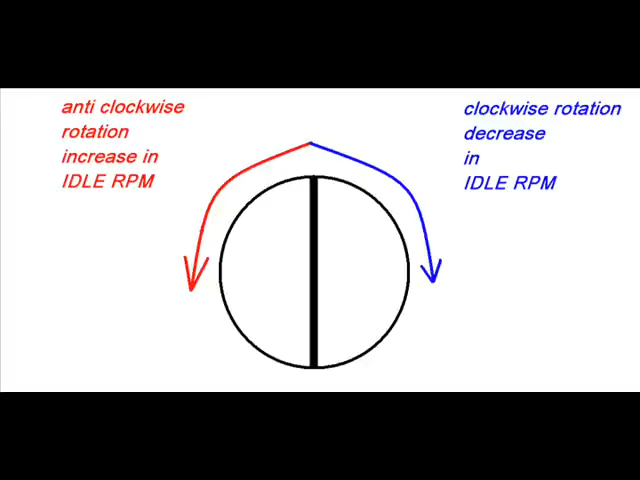 anti clockwise
rotation
increase in
IDLE RPM
clockwise rotation
decrease
in
IDLE RPM